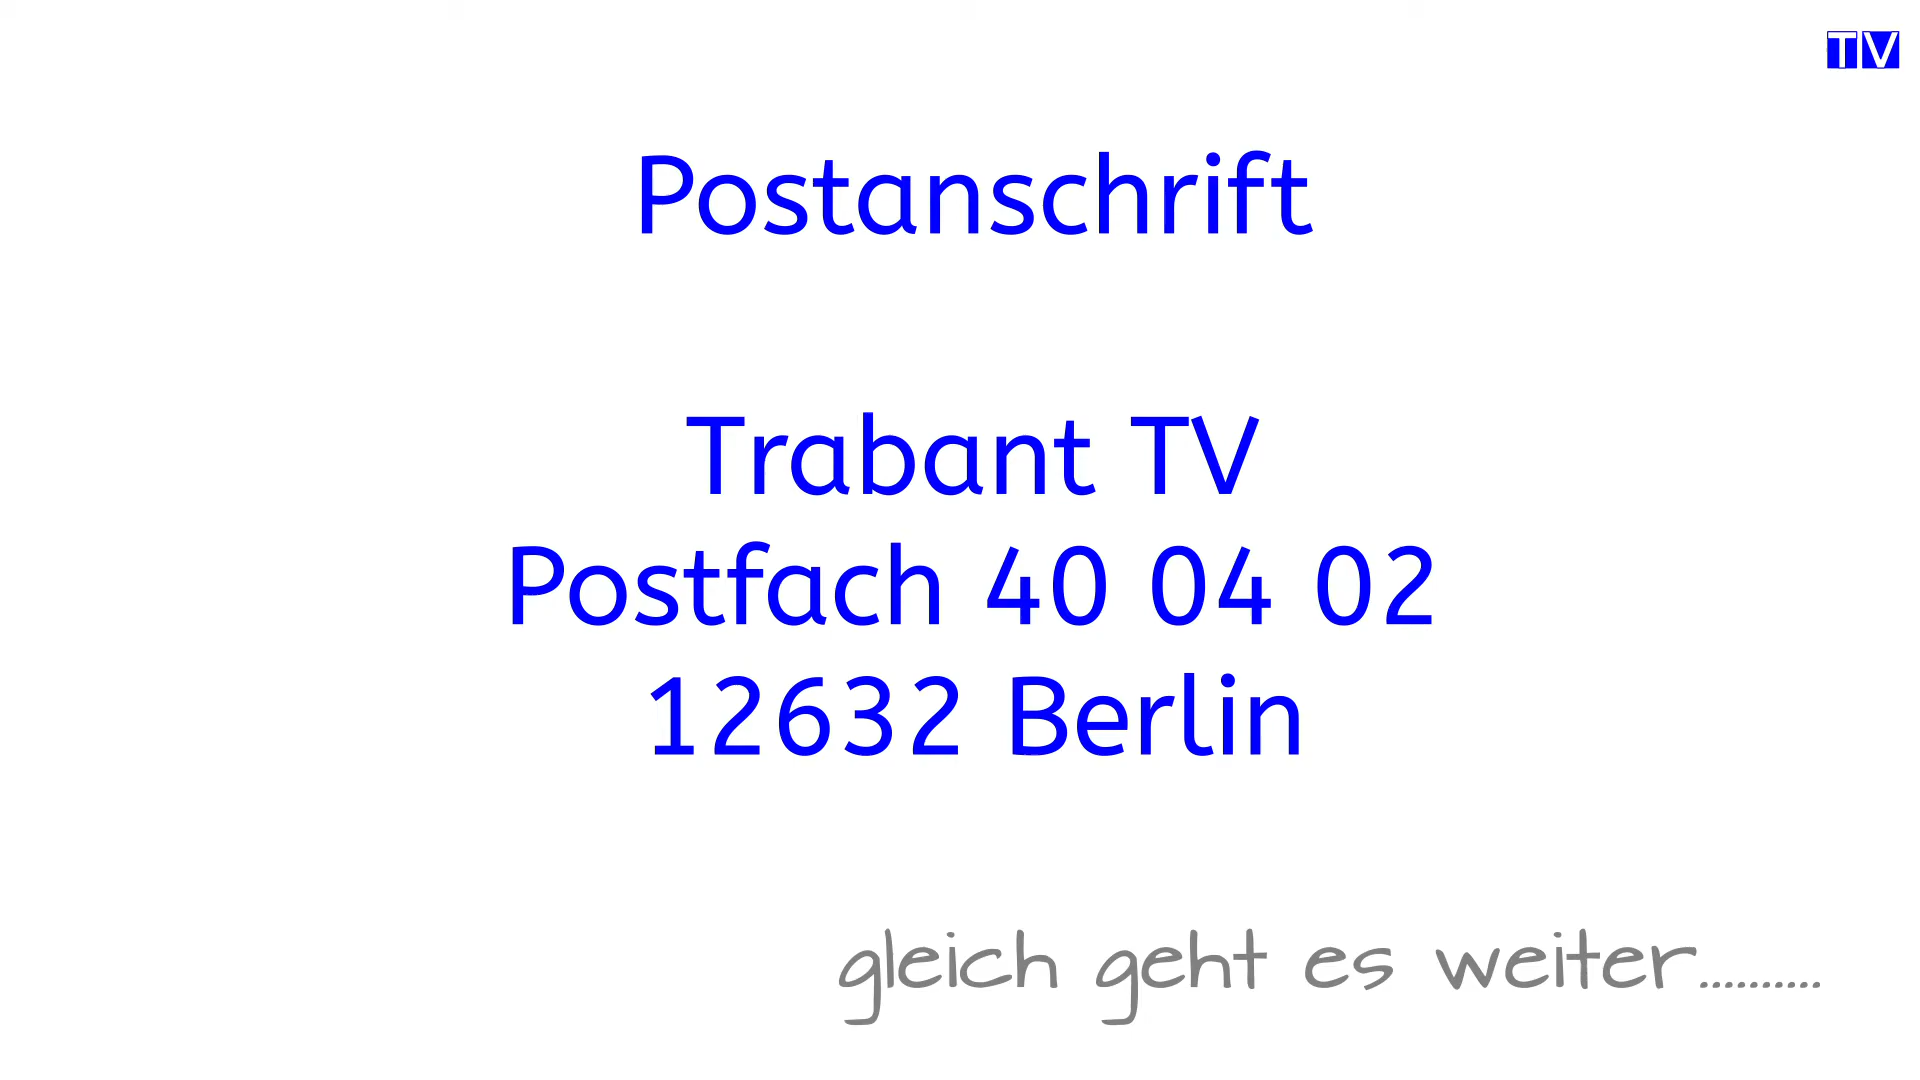 TV
Postanschrift
Trabant TV
Postfach 40 04 02
12632 Berlin
gleich geht es weiter..........